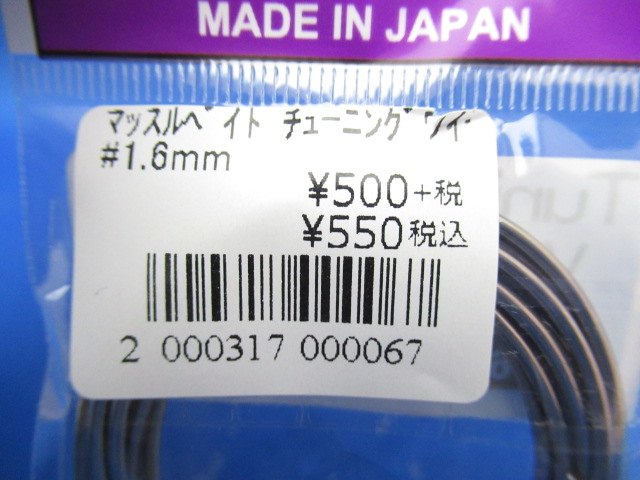 MADE IN JAPAN
マッスルベイト チューニングワイ
#1.6mm
¥500+税
¥550税込
2 000317 000067
Tun